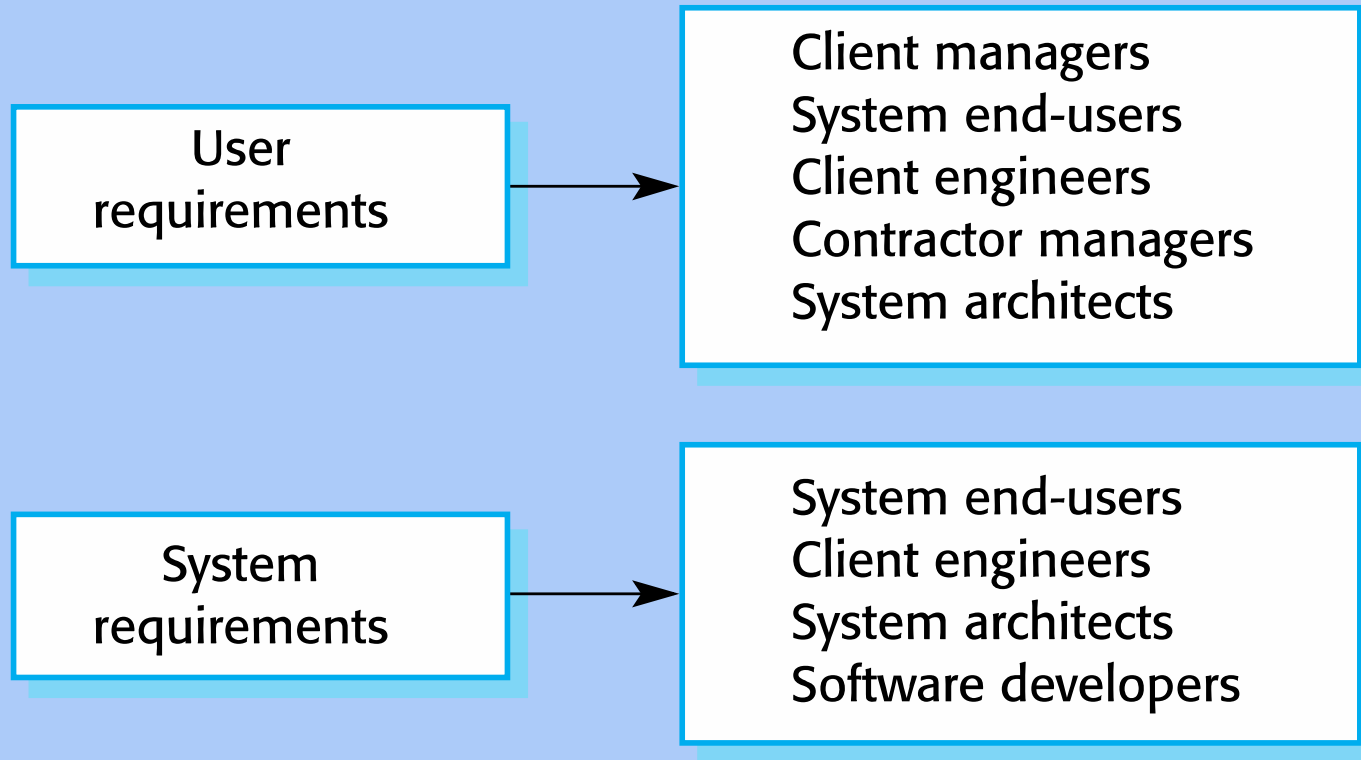 User
requirements
Client managers
System end-users
Client engineers
Contractor managers
System architects
System
requirements
System end-users
Client engineers
System architects
Software developers